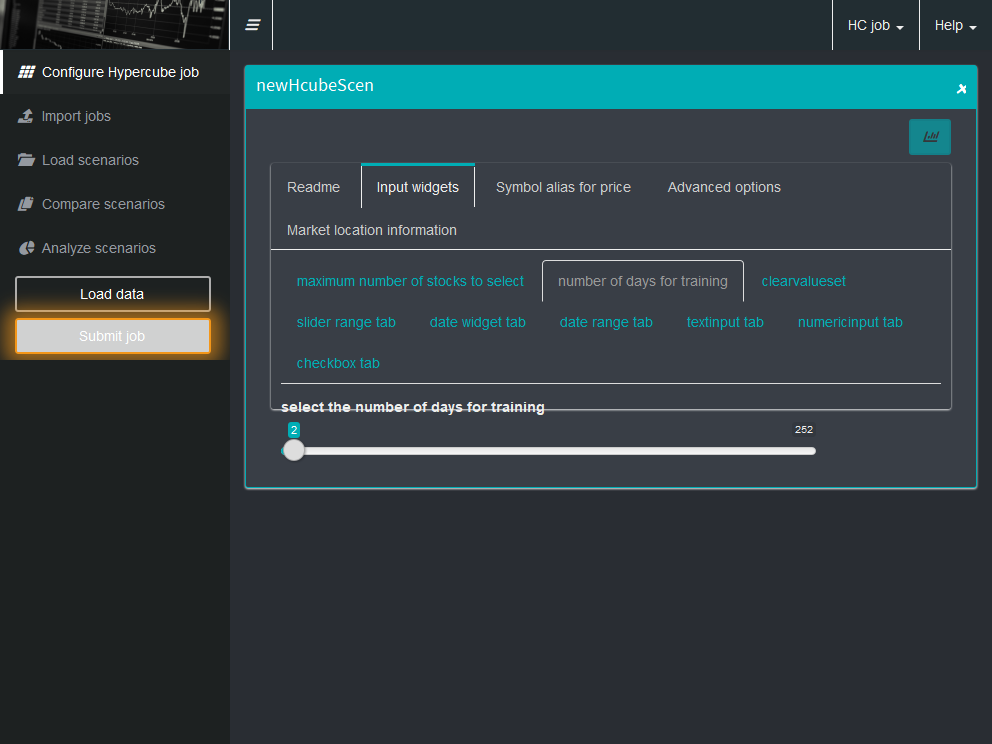 HC job
Help
Configure Hypercube job
Import jobs
Load scenarios
Compare scenarios
Analyze scenarios
Load data
Submit job
newHcubeScen
Readme
Input widgets
Symbol alias for price
Advanced options
Market location information
maximum number of stocks to select
number of days for training
clearvalueset
slider range tab
date widget tab
date range tab
textinput tab
numericinput tab
checkbox tab
select the number of days for training
2
252